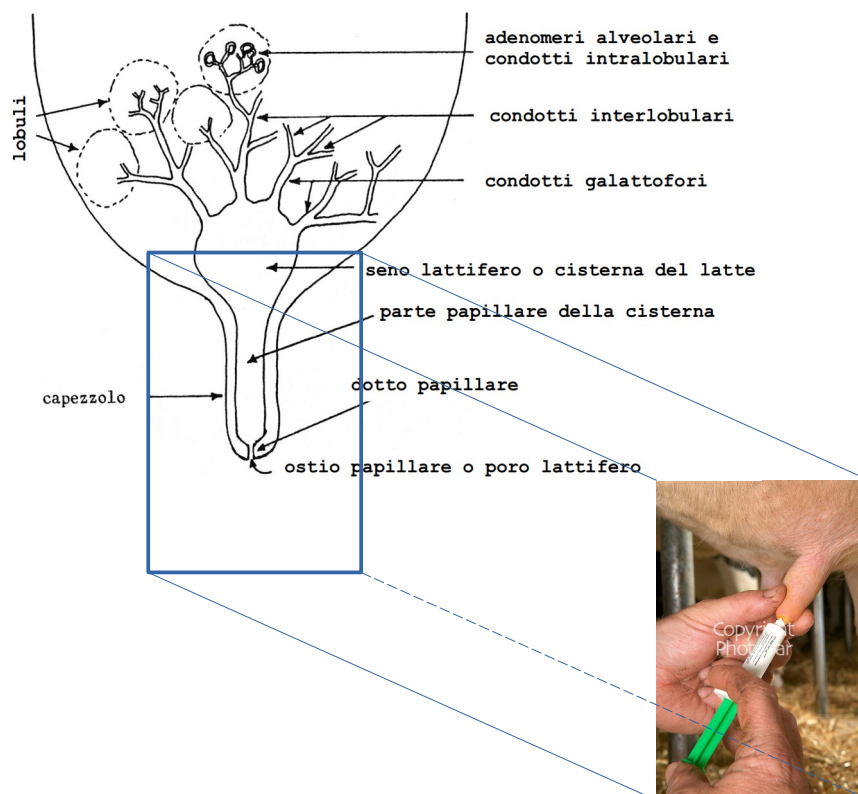 adenomeri alveolari e
condotti intralobulari
lobuli
condotti interlobulari
condotti galattofori
seno lattifero o cisterna del latte
parte papillare della cisterna
dotto papillare
capezzolo
ostio papillare o poro lattifero
Copyright